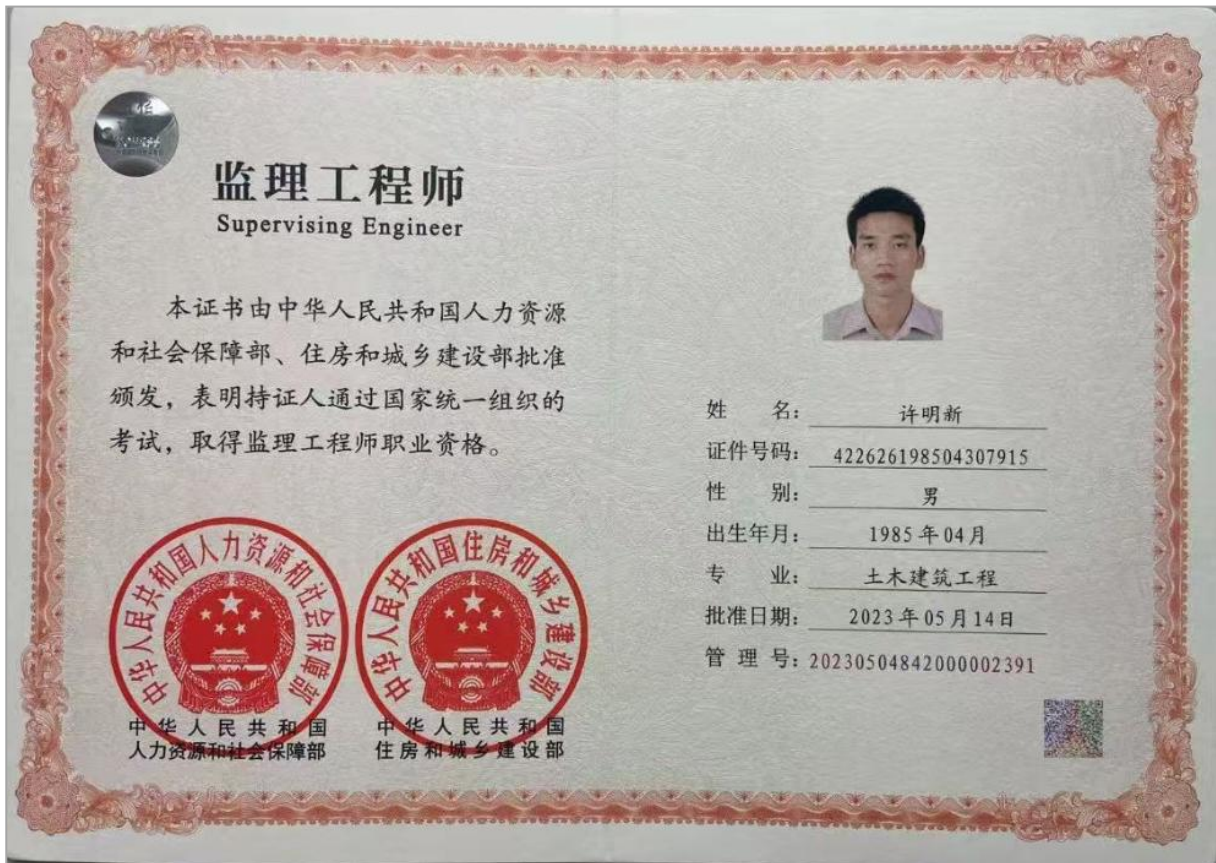 监理工程师
Supervising Engineer
本证书由中华人民共和国人力资源
和社会保障部、住房和城乡建设部批准
颁发，表明持证人通过国家统一组织的
考试，取得监理工程师职业资格。
中华人民共和国人力资源和社会保障部
中华人民共和国
人力资源和社会保障部
中华人民共和国住房和城乡建设部
中华人民共和国
住房和城乡建设部
姓 名： 许明新
证件号码： 422626198504307915
性 别： 男
出生年月： 1985年04月
专 业： 土木建筑工程
批准日期： 2023年05月14日
管 理 号：20230504842000002391